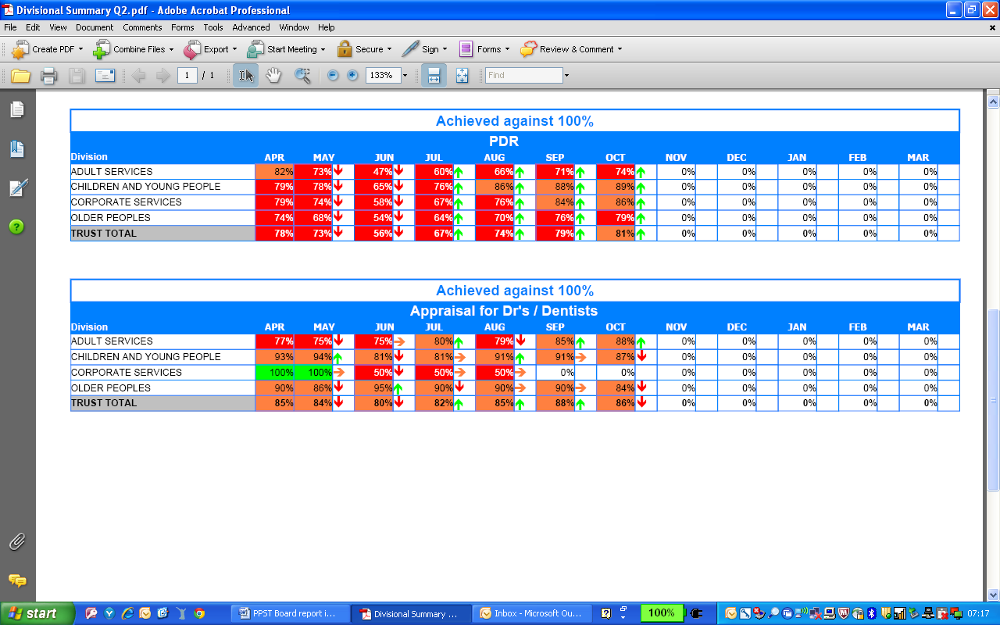 Divisional Summary Q2.pdf - Adobe Acrobat Professional
File Edit View Document Comments Forms Tools Advanced Window Help
Create PDF Combine Files Export Start Meeting Secure Sign Forms Review & Comment
1 / 1 133% Find
Achieved against 100%
PDR
Division APR MAY JUN JUL AUG SEP OCT NOV DEC JAN FEB MAR
ADULT SERVICES 82% 73% 47% 60% 66% 71% 74% 0% 0% 0% 0% 0%
CHILDREN AND YOUNG PEOPLE 79% 78% 65% 76% 86% 88% 89% 0% 0% 0% 0% 0%
CORPORATE SERVICES 79% 74% 58% 67% 76% 84% 86% 0% 0% 0% 0% 0%
OLDER PEOPLES 74% 68% 54% 64% 70% 76% 79% 0% 0% 0% 0% 0%
TRUST TOTAL 78% 73% 56% 67% 74% 79% 81% 0% 0% 0% 0% 0%
Achieved against 100%
Appraisal for Dr's / Dentists
Division APR MAY JUN JUL AUG SEP OCT NOV DEC JAN FEB MAR
ADULT SERVICES 77% 75% 75% 80% 79% 85% 88% 0% 0% 0% 0% 0%
CHILDREN AND YOUNG PEOPLE 93% 94% 81% 81% 91% 91% 87% 0% 0% 0% 0% 0%
CORPORATE SERVICES 100% 100% 50% 50% 50% 0% 0% 0% 0% 0% 0% 0%
OLDER PEOPLES 90% 86% 95% 90% 90% 90% 84% 0% 0% 0% 0% 0%
TRUST TOTAL 85% 84% 80% 82% 85% 88% 86% 0% 0% 0% 0% 0%
start PPST Board report i... Divisional Summary ... Inbox - Microsoft Ou... 100% 07:17